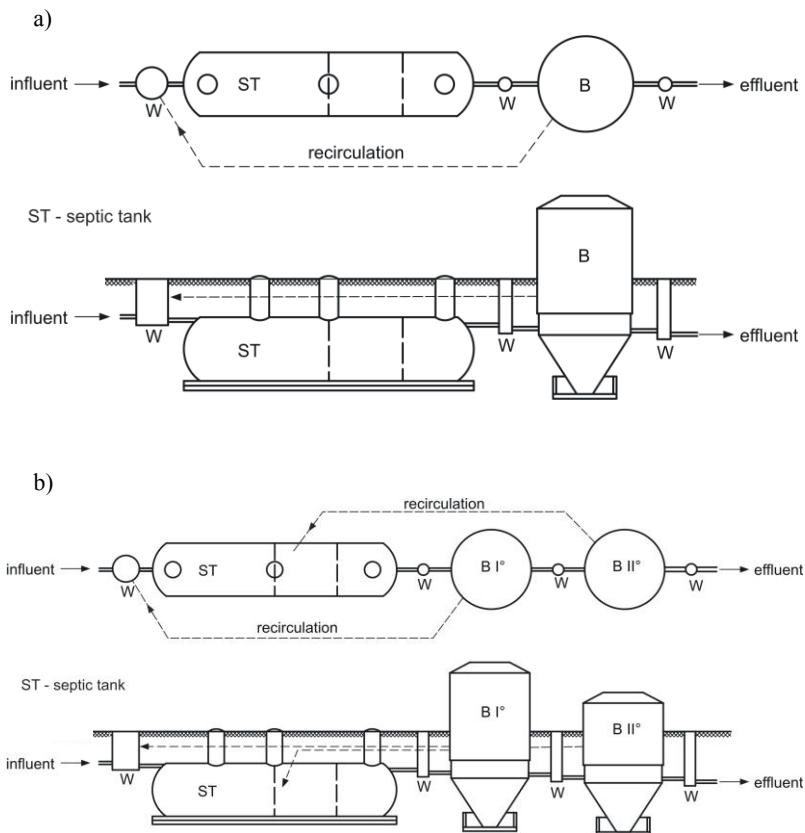 a)
influent
ST
B
effluent
W
W
W
recirculation
ST - septic tank
B
influent
ST
W
W
W
effluent
b)
recirculation
influent
ST
B I°
B II°
effluent
W
W
W
W
recirculation
ST - septic tank
B I°
B II°
influent
W
ST
W
W
W
effluent